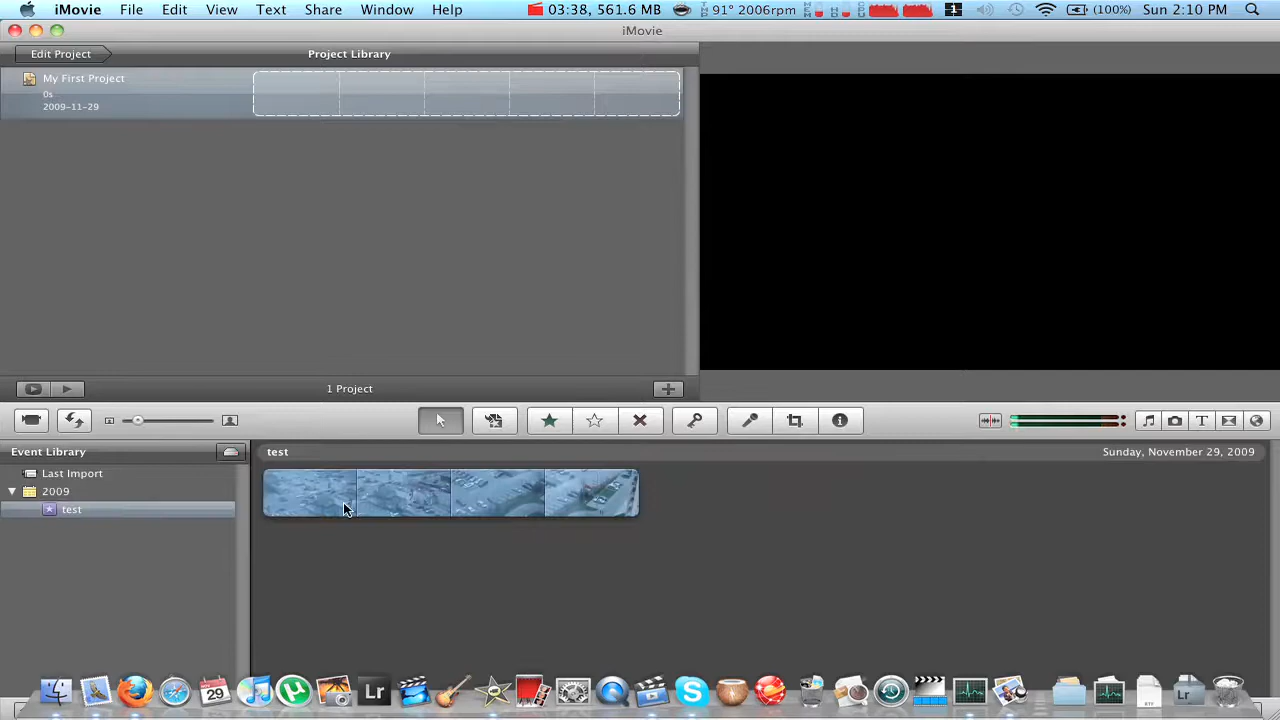 iMovie File Edit View Text Share Window Help 03:38, 561.6 MB 91° 2006rpm (100%) Sun 2:10 PM
iMovie
Edit Project Project Library
My First Project
0s
2009-11-29
1 Project
Event Library test Sunday, November 29, 2009
Last Import
2009
test
29 Lr Lr